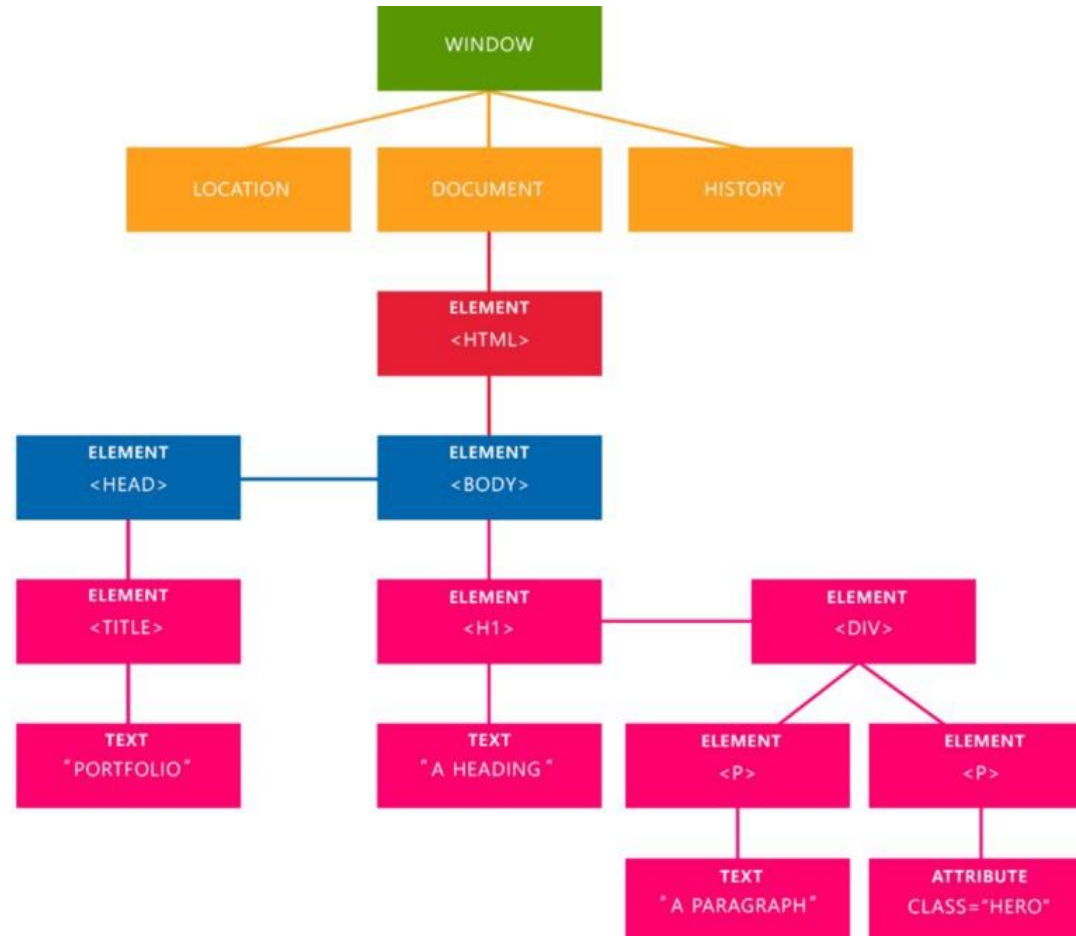 WINDOW
LOCATION
DOCUMENT
HISTORY
ELEMENT
<HTML>
ELEMENT
<HEAD>
ELEMENT
<BODY>
ELEMENT
<TITLE>
ELEMENT
<H1>
ELEMENT
<DIV>
TEXT
"PORTFOLIO"
TEXT
"A HEADING"
ELEMENT
<P>
ELEMENT
<P>
TEXT
"A PARAGRAPH"
ATTRIBUTE
CLASS="HERO"